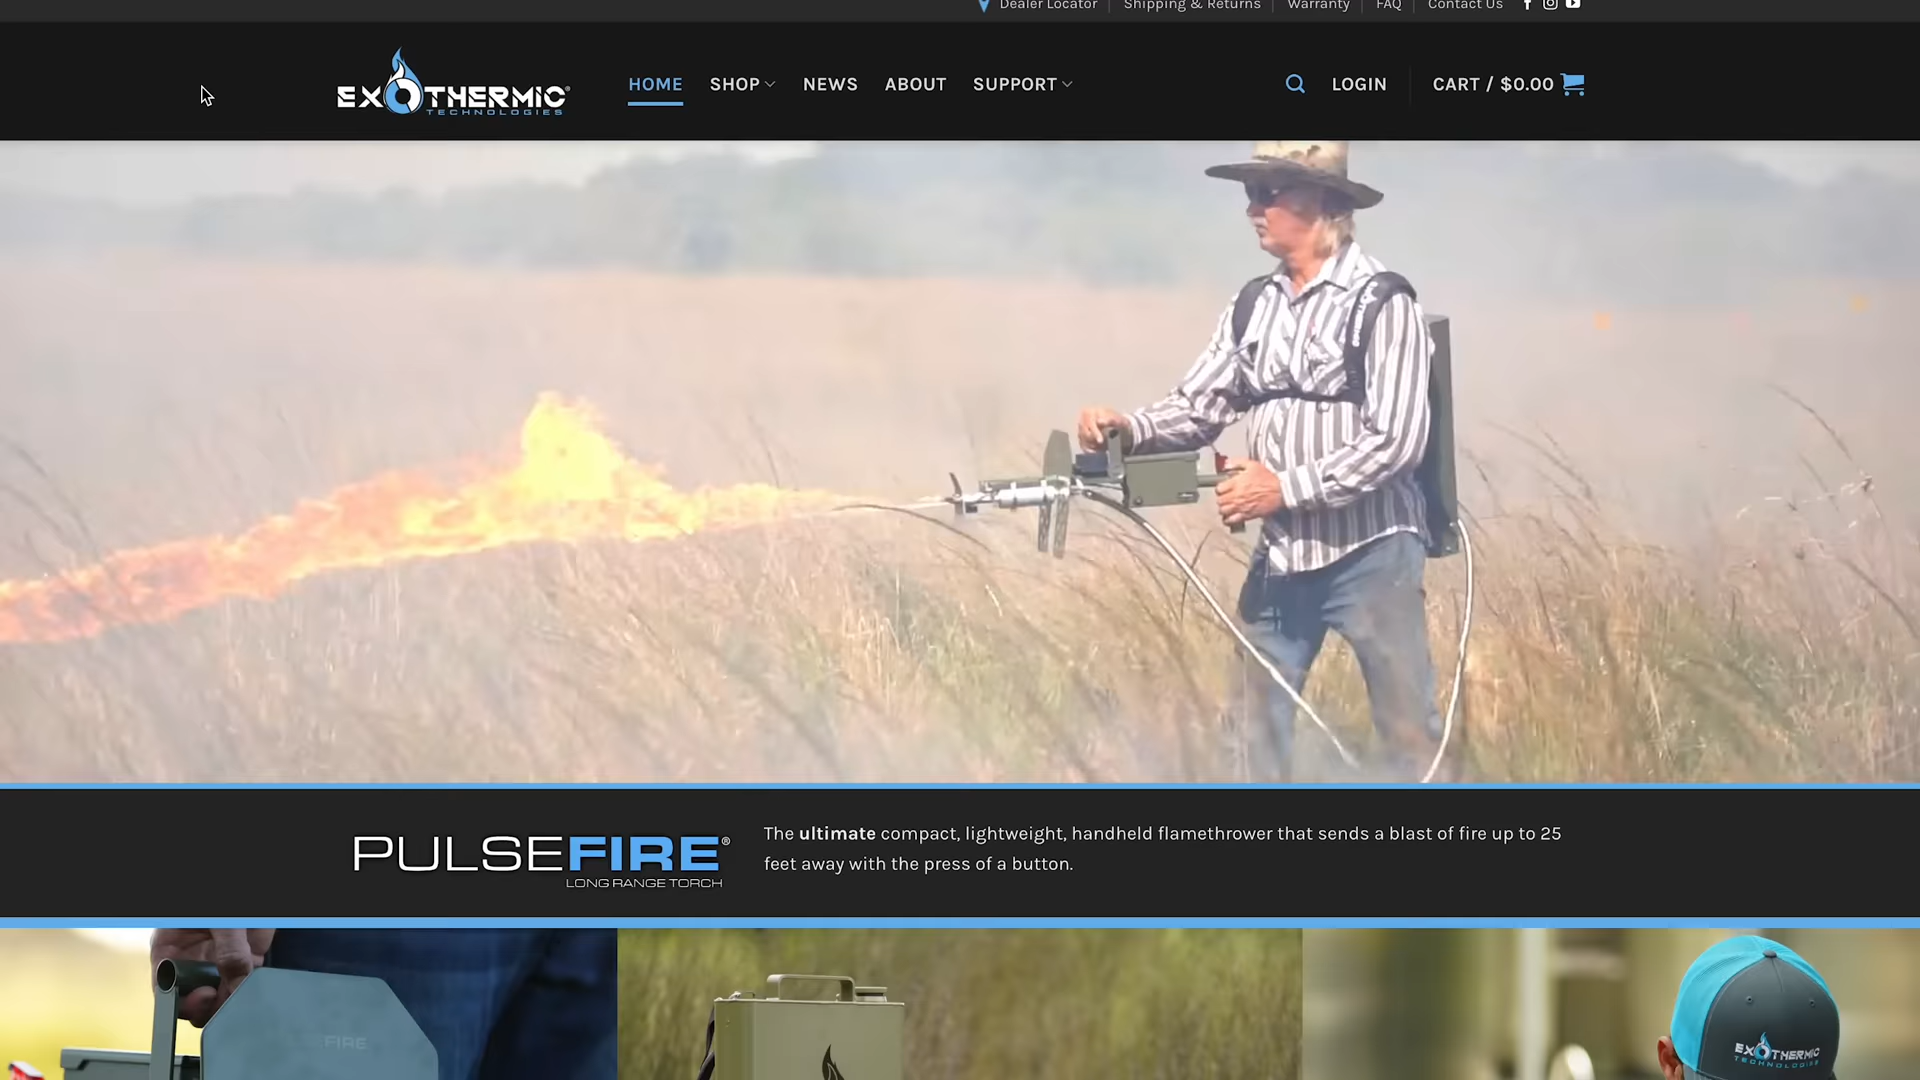 Dealer Locator
Shipping & Returns
Warranty
FAQ
Contact Us
EXOTHERMIC®
TECHNOLOGIES
HOME
SHOP
NEWS
ABOUT
SUPPORT
LOGIN
CART / $0.00
PULSEFIRE®
LONG RANGE TORCH
The ultimate compact, lightweight, handheld flamethrower that sends a blast of fire up to 25
feet away with the press of a button.
FIRE
EXOTHERMIC
TECHNOLOGIES